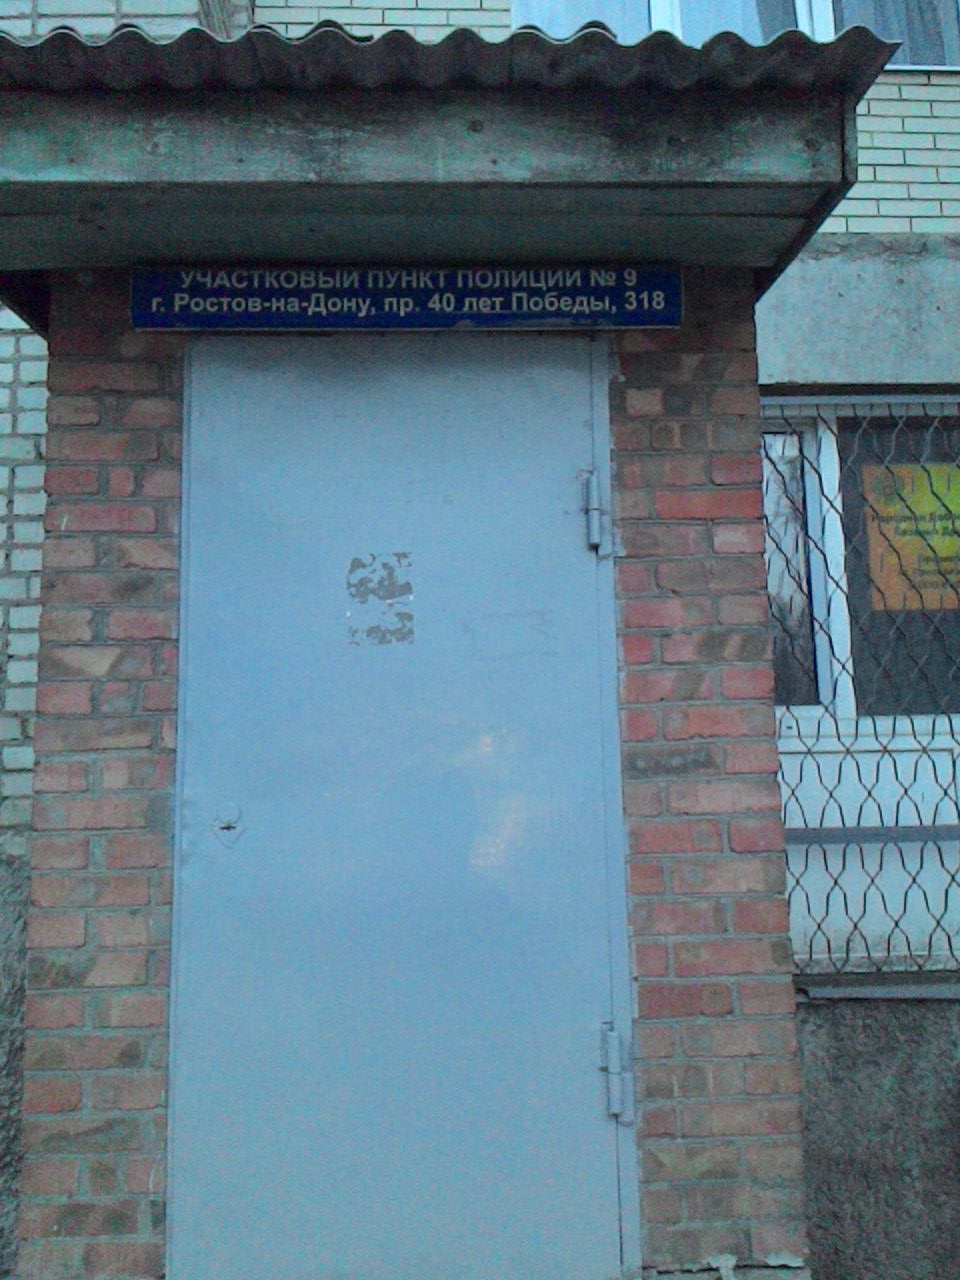 УЧАСТКОВЫЙ ПУНКТ ПОЛИЦИИ № 9
г. Ростов-на-Дону, пр. 40 лет Победы, 318